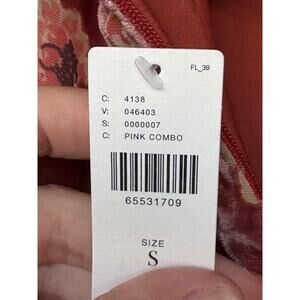 FL_39
C: 4138
V: 046403
S: 0000007
C: PINK COMBO
65531709
SIZE
S